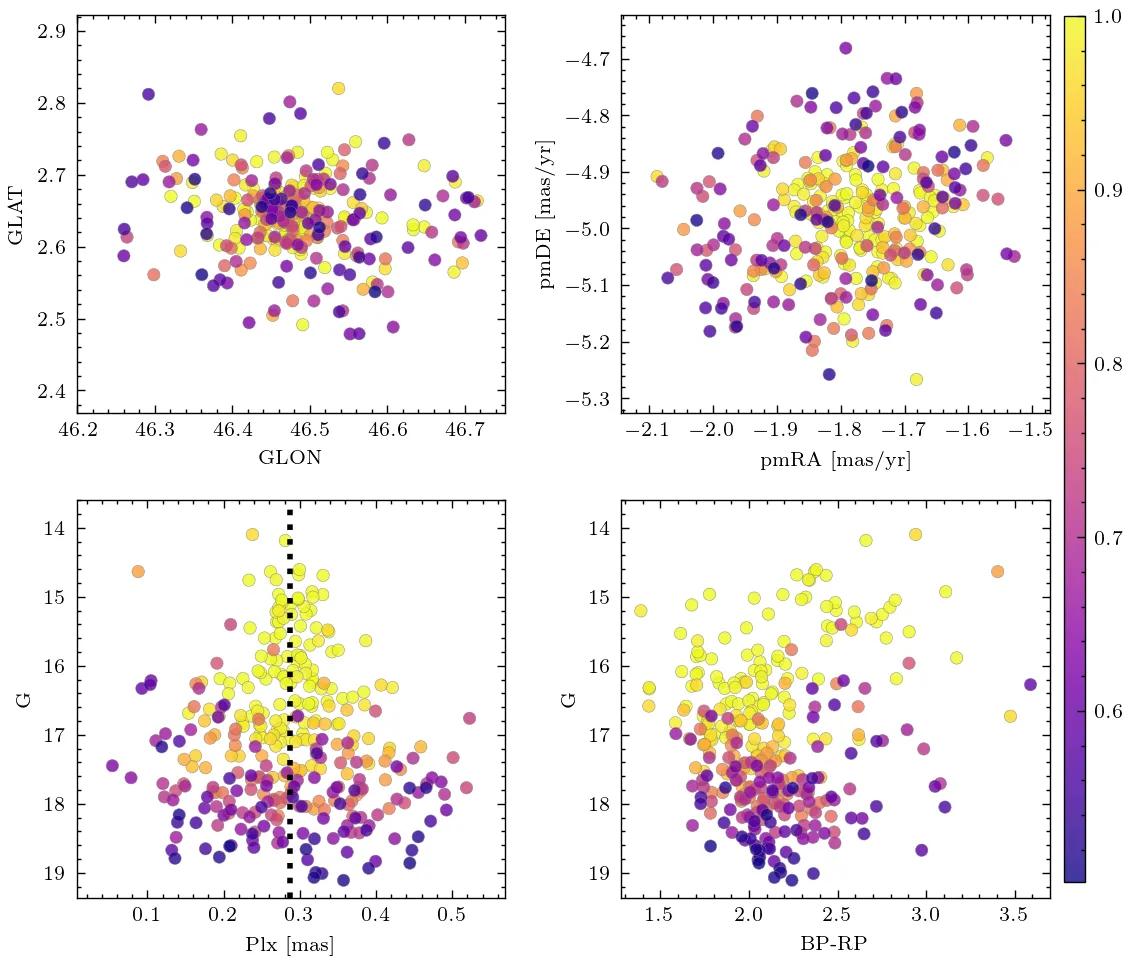 2.9
2.8
2.7
2.6
2.5
2.4
GLAT
46.2 46.3 46.4 46.5 46.6 46.7
GLON
−4.7
−4.8
−4.9
−5.0
−5.1
−5.2
−5.3
pmDE [mas/yr]
−2.1 −2.0 −1.9 −1.8 −1.7 −1.6 −1.5
pmRA [mas/yr]
1.0
0.9
0.8
0.7
0.6
14
15
16
17
18
19
G
0.1 0.2 0.3 0.4 0.5
Plx [mas]
14
15
16
17
18
19
G
1.5 2.0 2.5 3.0 3.5
BP-RP